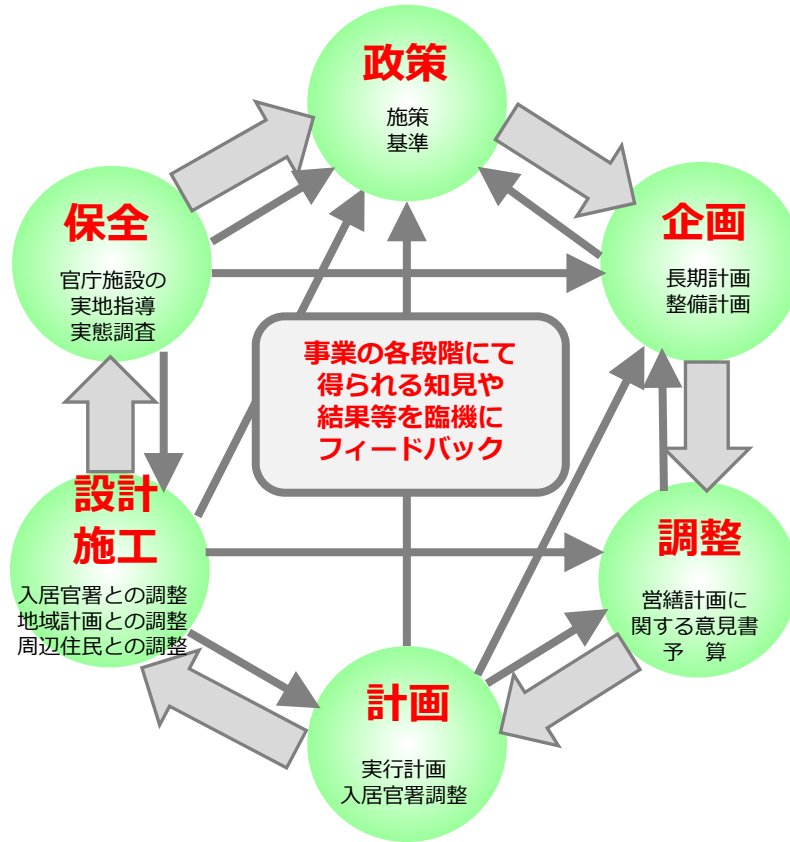 政策
施策
基準
保全
官庁施設の
実地指導
実態調査
企画
長期計画
整備計画
事業の各段階にて
得られる知見や
結果等を臨機に
フィードバック
設計
施工
入居官署との調整
地域計画との調整
周辺住民との調整
調整
営繕計画に
関する意見書
予　算
計画
実行計画
入居官署調整